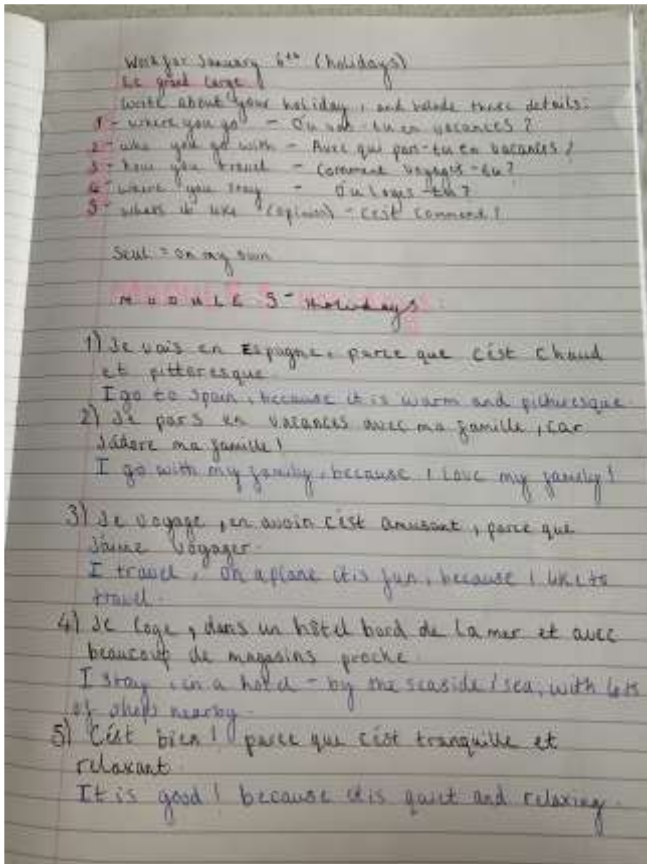 Work for January 6th (holidays)
Le grand large
Write about your holiday, and include three details:
1 - where you go - Où vas-tu en vacances?
2 - who you go with - Avec qui pars-tu en vacances?
3 - how you travel - Comment voyages-tu?
4 - where you stay - Où loges-tu?
5 - whats it like (opinion) - C'est comment?
Seul = on my own
MODULE 5 - Holidays
1) Je vais en Espagne, parce que c'est chaud
et pittoresque.
I go to Spain, because it is warm and picturesque.
2) Je pars en vacances avec ma famille, car
J'adore ma famille!
I go with my family, because I love my family!
3) Je voyage, en avoin c'est amusant, parce que
J'aime voyager.
I travel, on a plane it is fun, because I like to
travel.
4) Je loge, dans un hôtel bord de la mer et avec
beaucoup de magasins proche.
I stay, in a hotel - by the seaside / sea, with lots
of shops nearby.
5) C'est bien! parce que c'est tranquille et
relaxant.
It is good! because it is quiet and relaxing.